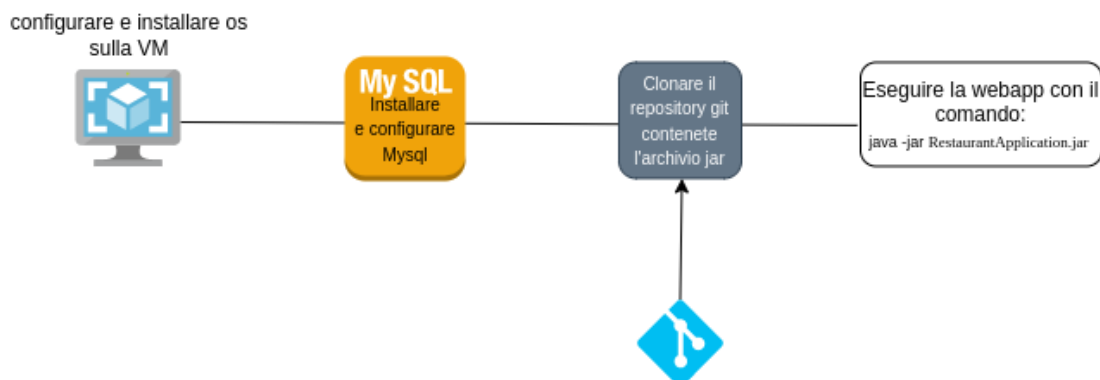 configurare e installare os
sulla VM
My SQL
Installare
e configurare
Mysql
Clonare il
repository git
contenete
l'archivio jar
Eseguire la webapp con il
comando:
java -jar RestaurantApplication.jar